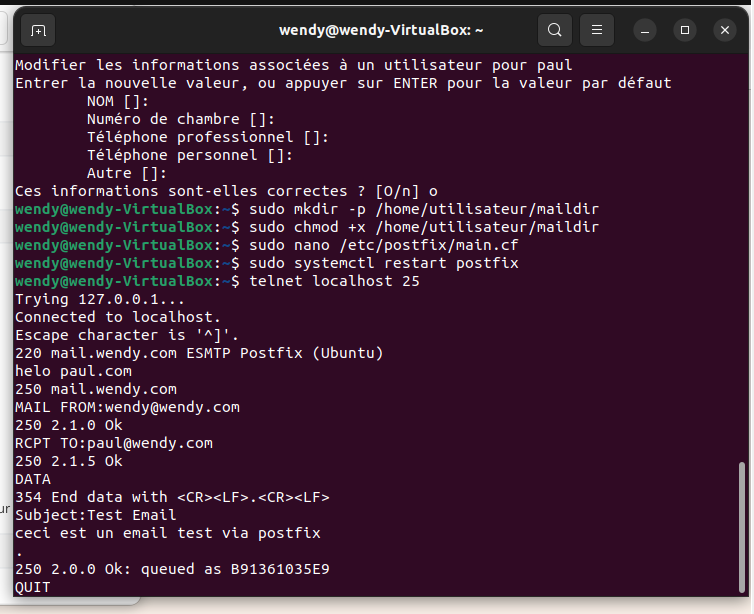 wendy@wendy-VirtualBox: ~
Modifier les informations associées à un utilisateur pour paul
Entrer la nouvelle valeur, ou appuyer sur ENTER pour la valeur par défaut
NOM []:
Numéro de chambre []:
Téléphone professionnel []:
Téléphone personnel []:
Autre []:
Ces informations sont-elles correctes ? [O/n] o
wendy@wendy-VirtualBox:~$ sudo mkdir -p /home/utilisateur/maildir
wendy@wendy-VirtualBox:~$ sudo chmod +x /home/utilisateur/maildir
wendy@wendy-VirtualBox:~$ sudo nano /etc/postfix/main.cf
wendy@wendy-VirtualBox:~$ sudo systemctl restart postfix
wendy@wendy-VirtualBox:~$ telnet localhost 25
Trying 127.0.0.1...
Connected to localhost.
Escape character is '^]'.
220 mail.wendy.com ESMTP Postfix (Ubuntu)
helo paul.com
250 mail.wendy.com
MAIL FROM:wendy@wendy.com
250 2.1.0 Ok
RCPT TO:paul@wendy.com
250 2.1.5 Ok
DATA
354 End data with <CR><LF>.<CR><LF>
Subject:Test Email
ceci est un email test via postfix
.
250 2.0.0 Ok: queued as B91361035E9
QUIT
ur